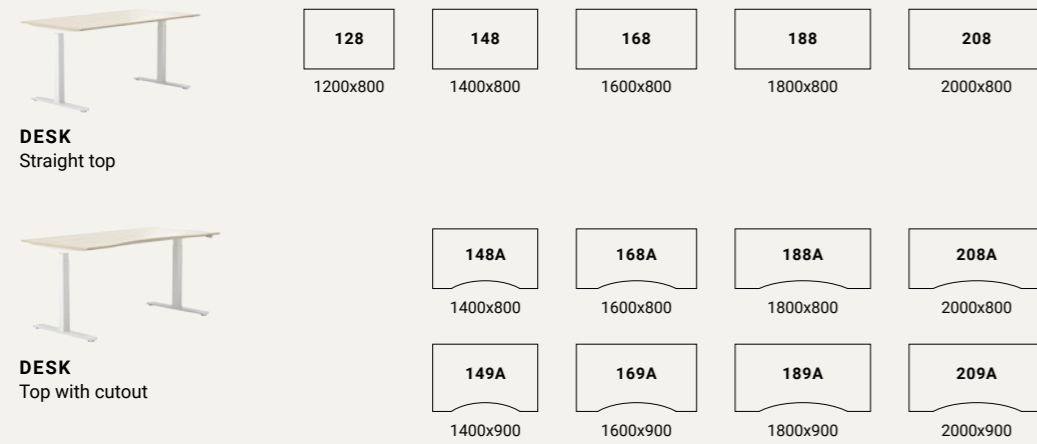 128 148 168 188 208
1200x800 1400x800 1600x800 1800x800 2000x800
DESK
Straight top
148A 168A 188A 208A
1400x800 1600x800 1800x800 2000x800
149A 169A 189A 209A
1400x900 1600x900 1800x900 2000x900
DESK
Top with cutout